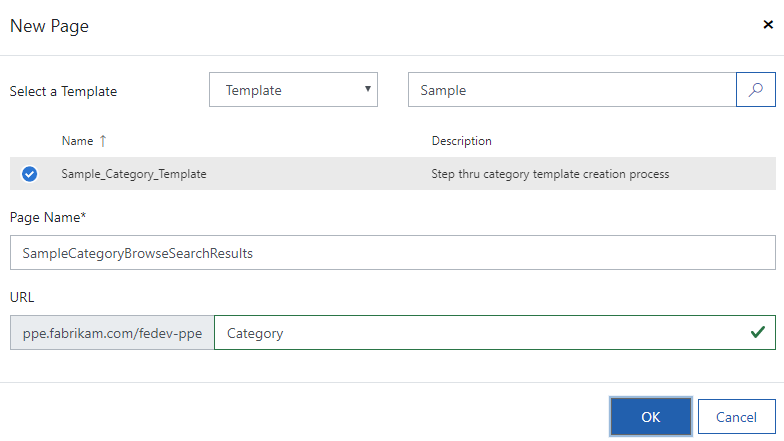 New Page
Select a Template Template Sample
Name ↑ Description
Sample_Category_Template Step thru category template creation process
Page Name*
SampleCategoryBrowseSearchResults
URL
ppe.fabrikam.com/fedev-ppe Category
OK Cancel